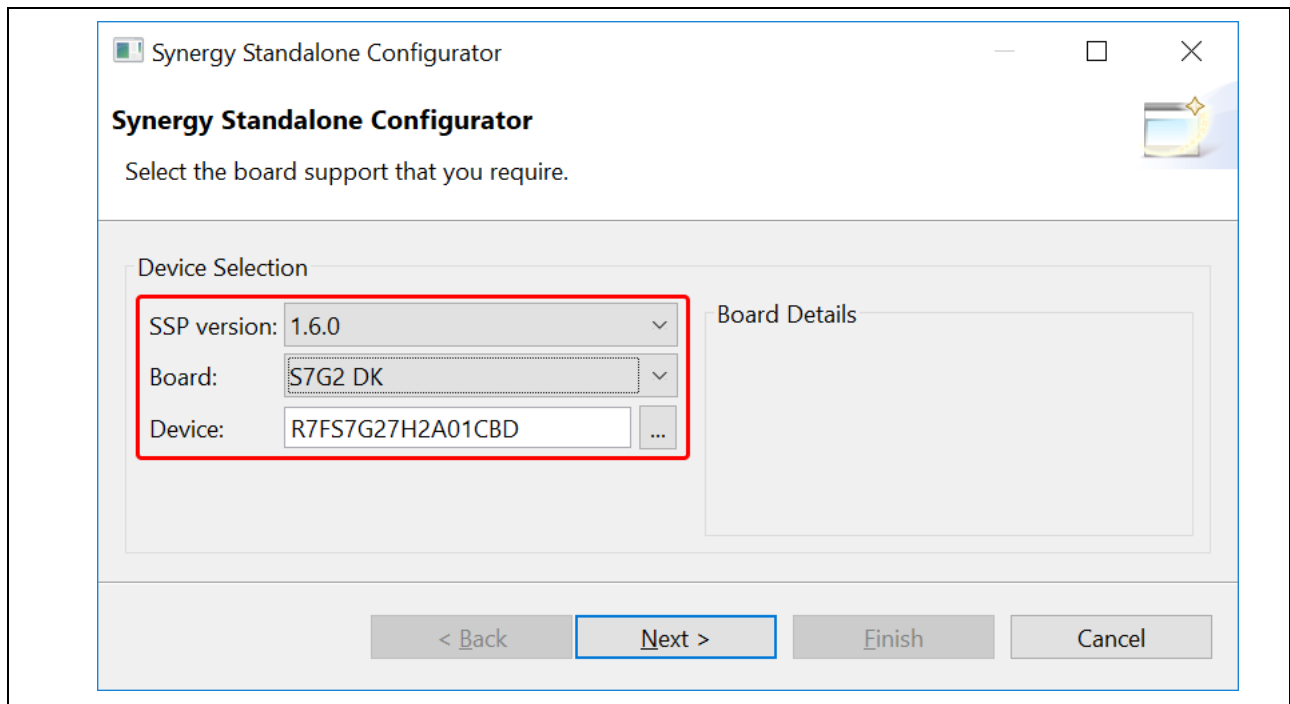 Synergy Standalone Configurator
Synergy Standalone Configurator
Select the board support that you require.
Device Selection
SSP version: 1.6.0
Board: S7G2 DK
Device: R7FS7G27H2A01CBD ...
Board Details
< Back Next > Finish Cancel